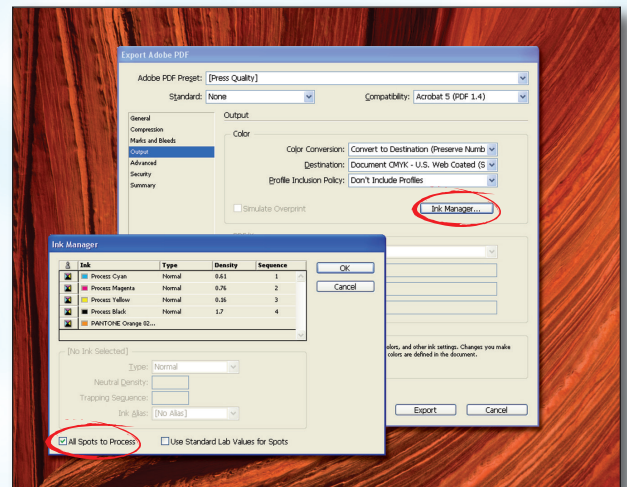 Export Adobe PDF
Adobe PDF Preset: [Press Quality]
Standard: None
Compatibility: Acrobat 5 (PDF 1.4)
General
Compression
Marks and Bleeds
Output
Advanced
Security
Summary
Output
Color
Color Conversion: Convert to Destination (Preserve Numb
Destination: Document CMYK - U.S. Web Coated (S
Profile Inclusion Policy: Don't Include Profiles
Simulate Overprint
Ink Manager...
olors, and other ink settings. Changes you make
colors are defined in the document.
Export
Cancel
Ink Manager
Ink Type Density Sequence
Process Cyan Normal 0.61 1
Process Magenta Normal 0.76 2
Process Yellow Normal 0.16 3
Process Black Normal 1.7 4
PANTONE Orange 02...
OK
Cancel
[No Ink Selected]
Type: Normal
Neutral Density:
Trapping Sequence:
Ink Alias: [No Alias]
All Spots to Process
Use Standard Lab Values for Spots